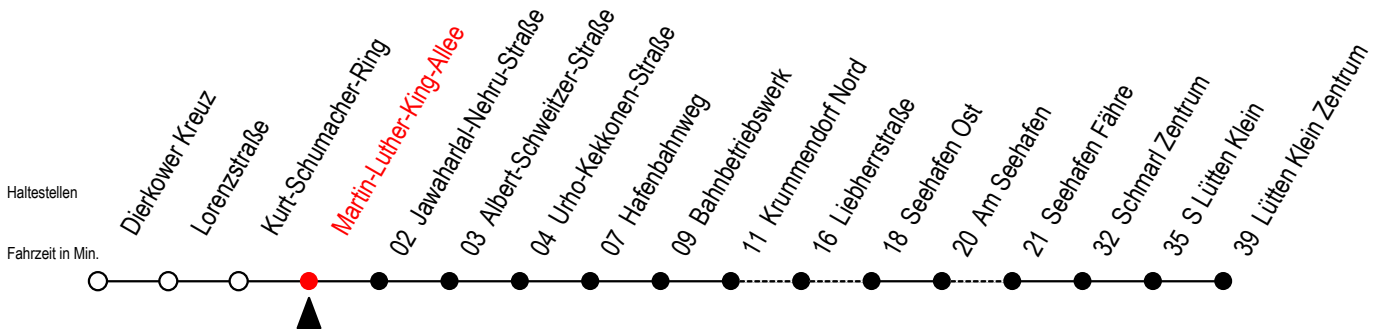 Haltestellen
Fahrzeit in Min.
Dierkower Kreuz
Lorenzstraße
Kurt-Schumacher-Ring
Martin-Luther-King-Allee
02 Jawaharlal-Nehru-Straße
03 Albert-Schweitzer-Straße
04 Urho-Kekkonen-Straße
07 Hafenbahnweg
09 Bahnbetriebswerk
11 Krummendorf Nord
16 Liebherrstraße
18 Seehafen Ost
20 Am Seehafen
21 Seehafen Fähre
32 Schmarl Zentrum
35 S Lütten Klein
39 Lütten Klein Zentrum